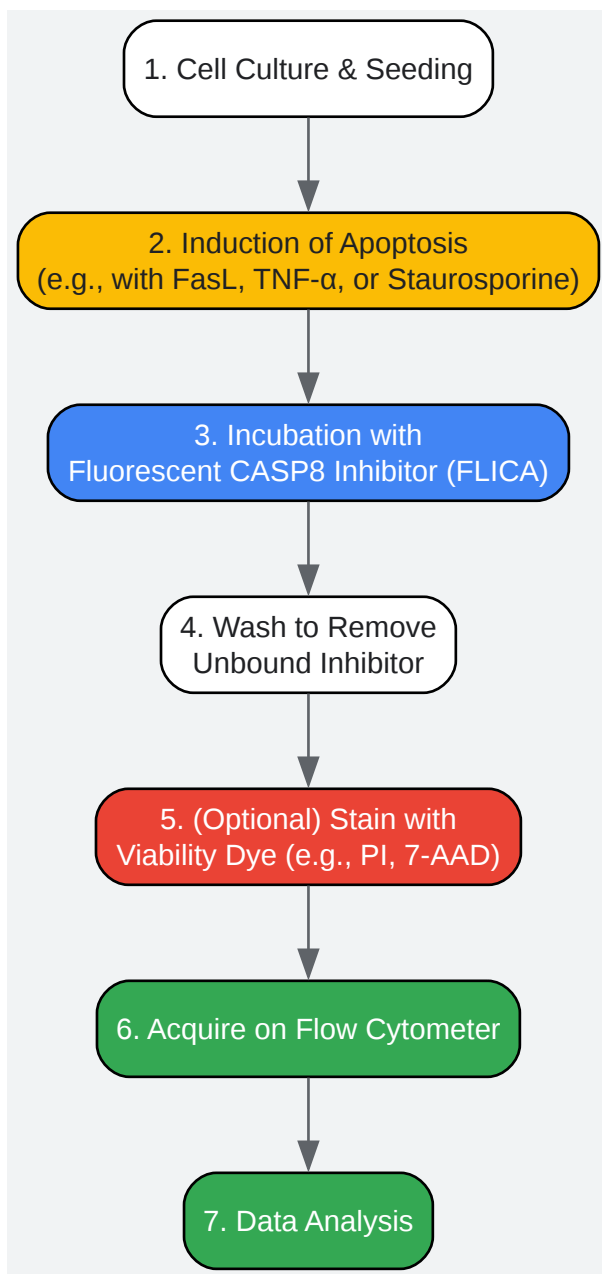 1. Cell Culture & Seeding
2. Induction of Apoptosis
(e.g., with FasL, TNF-α, or Staurosporine)
3. Incubation with
Fluorescent CASP8 Inhibitor (FLICA)
4. Wash to Remove
Unbound Inhibitor
5. (Optional) Stain with
Viability Dye (e.g., PI, 7-AAD)
6. Acquire on Flow Cytometer
7. Data Analysis